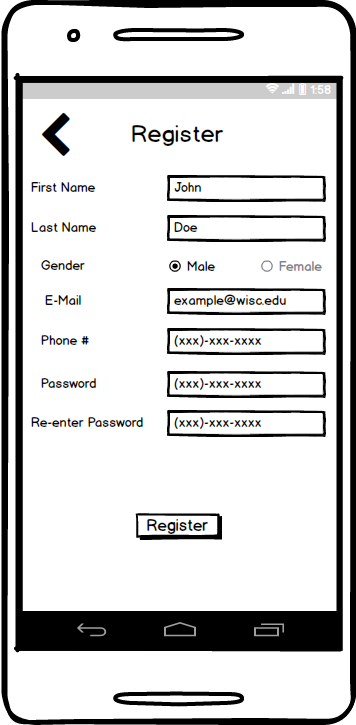 1:58
Register
First Name John
Last Name Doe
Gender Male Female
E-Mail example@wisc.edu
Phone # (xxx)-xxx-xxxx
Password (xxx)-xxx-xxxx
Re-enter Password (xxx)-xxx-xxxx
Register